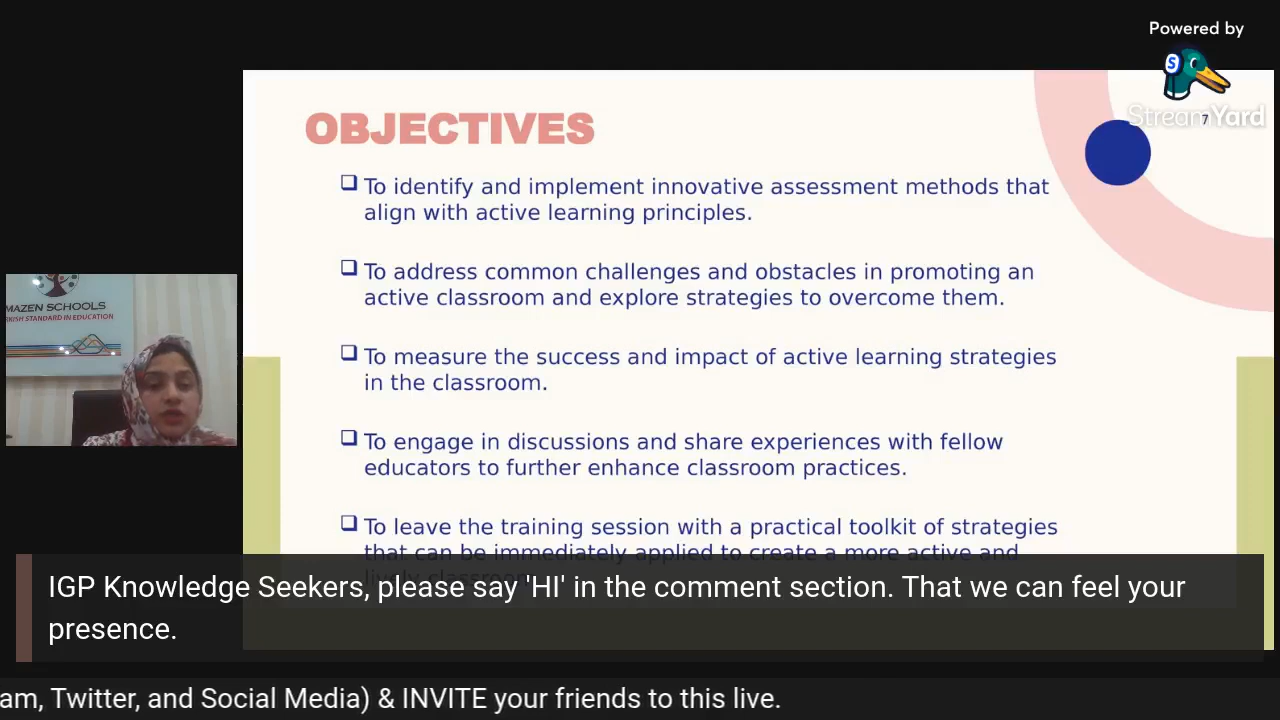 Powered by
S
StreamYard
7
OBJECTIVES
To identify and implement innovative assessment methods that
align with active learning principles.
To address common challenges and obstacles in promoting an
active classroom and explore strategies to overcome them.
To measure the success and impact of active learning strategies
in the classroom.
To engage in discussions and share experiences with fellow
educators to further enhance classroom practices.
To leave the training session with a practical toolkit of strategies
that can be immediately applied to create a more active and
lively classroom
MAZEN SCHOOLS
STANDARD IN EDUCATION
IGP Knowledge Seekers, please say 'HI' in the comment section. That we can feel your
presence.
am, Twitter, and Social Media) & INVITE your friends to this live.